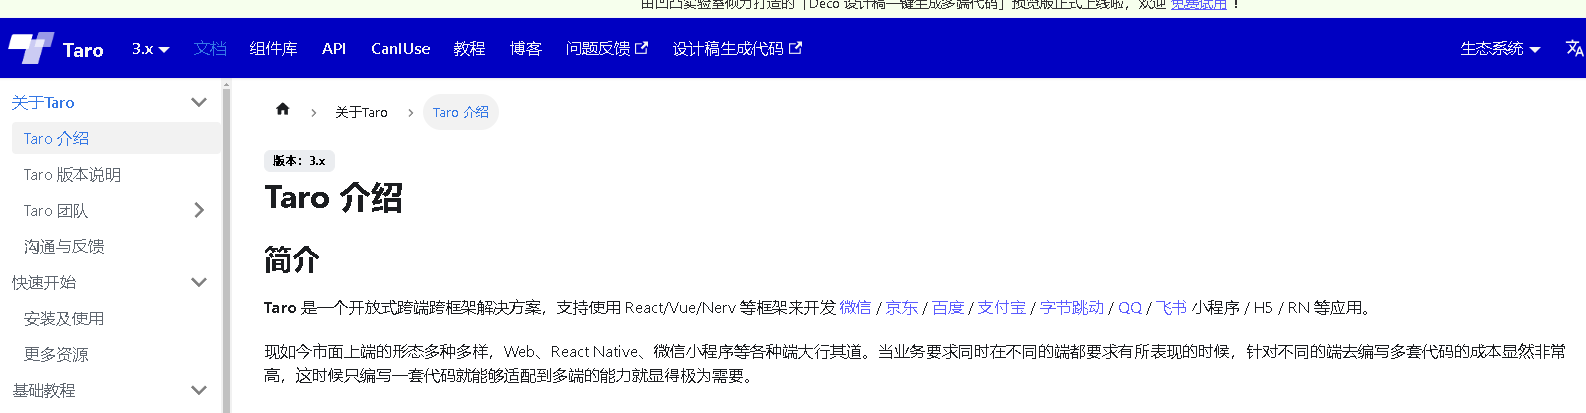 由凹凸实验室倾力打造的「Deco 设计稿一键生成多端代码」预览版正式上线啦，欢迎 免费试用 ！
Taro 3.x 文档 组件库 API CanIUse 教程 博客 问题反馈 设计稿生成代码 生态系统
关于Taro
Taro 介绍
Taro 版本说明
Taro 团队
沟通与反馈
快速开始
安装及使用
更多资源
基础教程
关于Taro > Taro 介绍
版本：3.x
Taro 介绍
简介
Taro 是一个开放式跨端跨框架解决方案，支持使用 React/Vue/Nerv 等框架来开发 微信 / 京东 / 百度 / 支付宝 / 字节跳动 / QQ / 飞书 小程序 / H5 / RN 等应用。
现如今市面上端的形态多种多样，Web、React Native、微信小程序等各种端大行其道。当业务要求同时在不同的端都要求有所表现的时候，针对不同的端去编写多套代码的成本显然非常
高，这时候只编写一套代码就能够适配到多端的能力就显得极为需要。